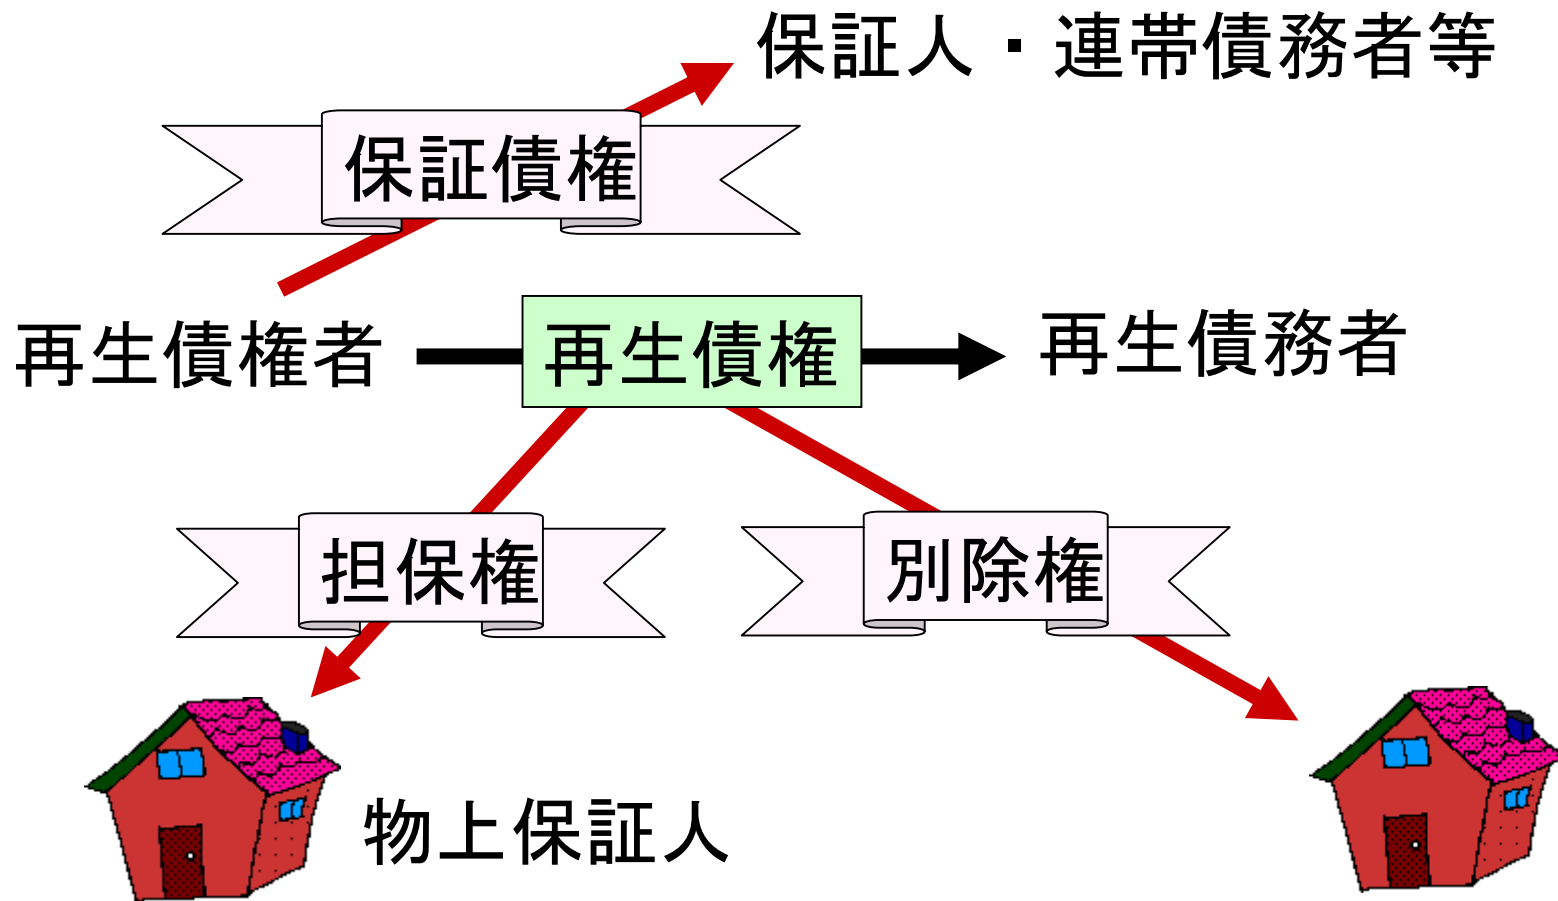 保証人・連帯債務者等
保証債権
再生債権者
再生債権
再生債務者
担保権
別除権
物上保証人